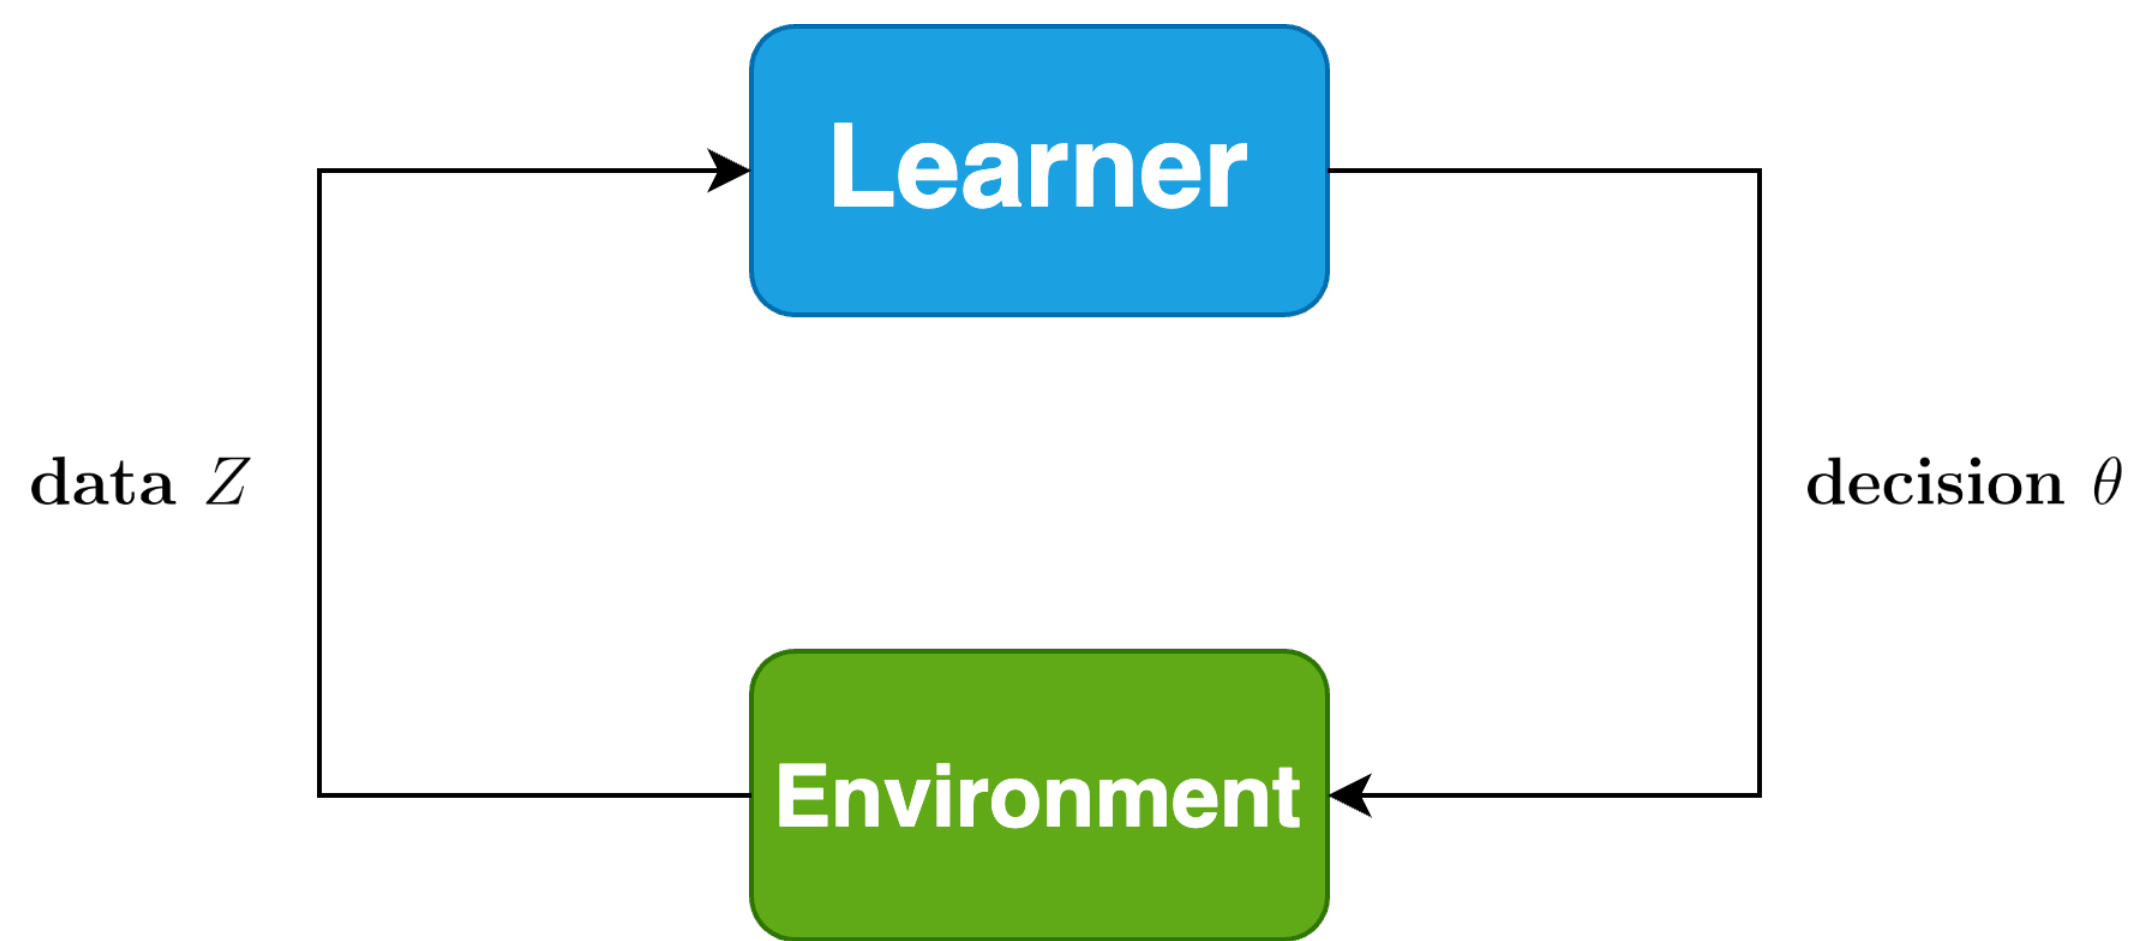 Learner
data Z
decision θ
Environment